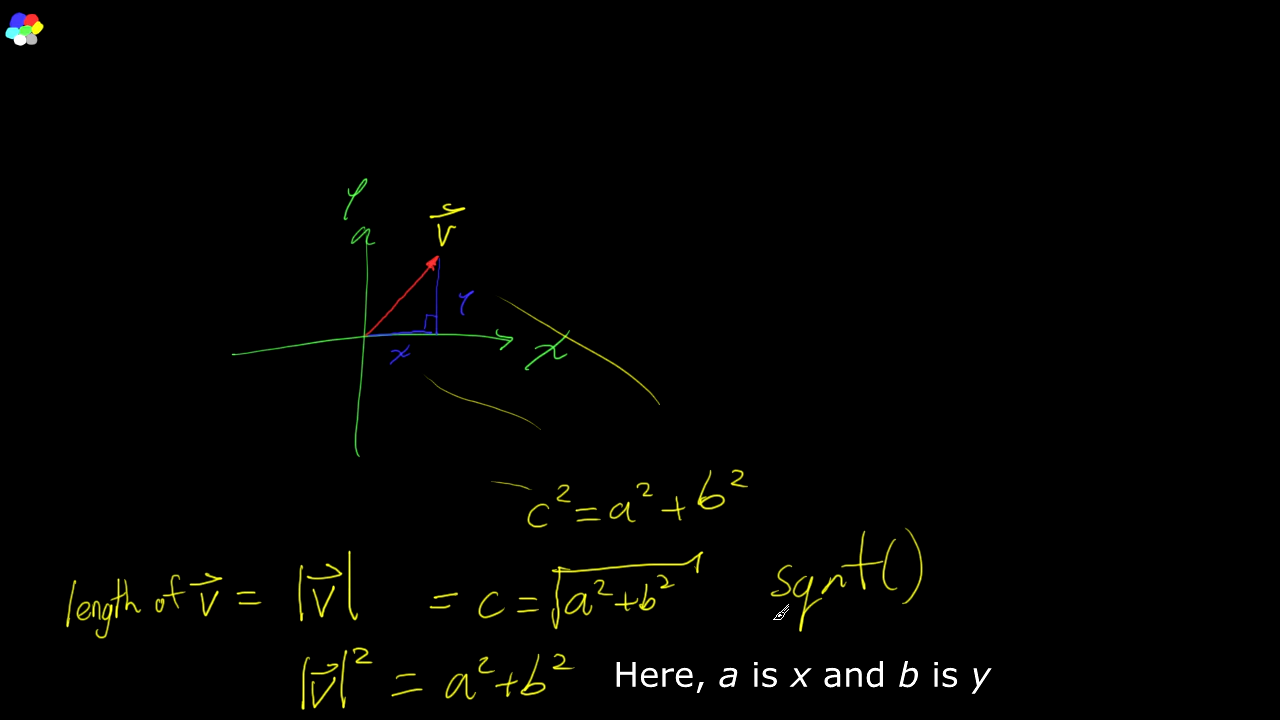 y
a
v⃗
y
x
x
c² = a² + b²
length of v⃗ = |v⃗| = c = √(a² + b²) sqrt()
|v⃗|² = a² + b² Here, a is x and b is y